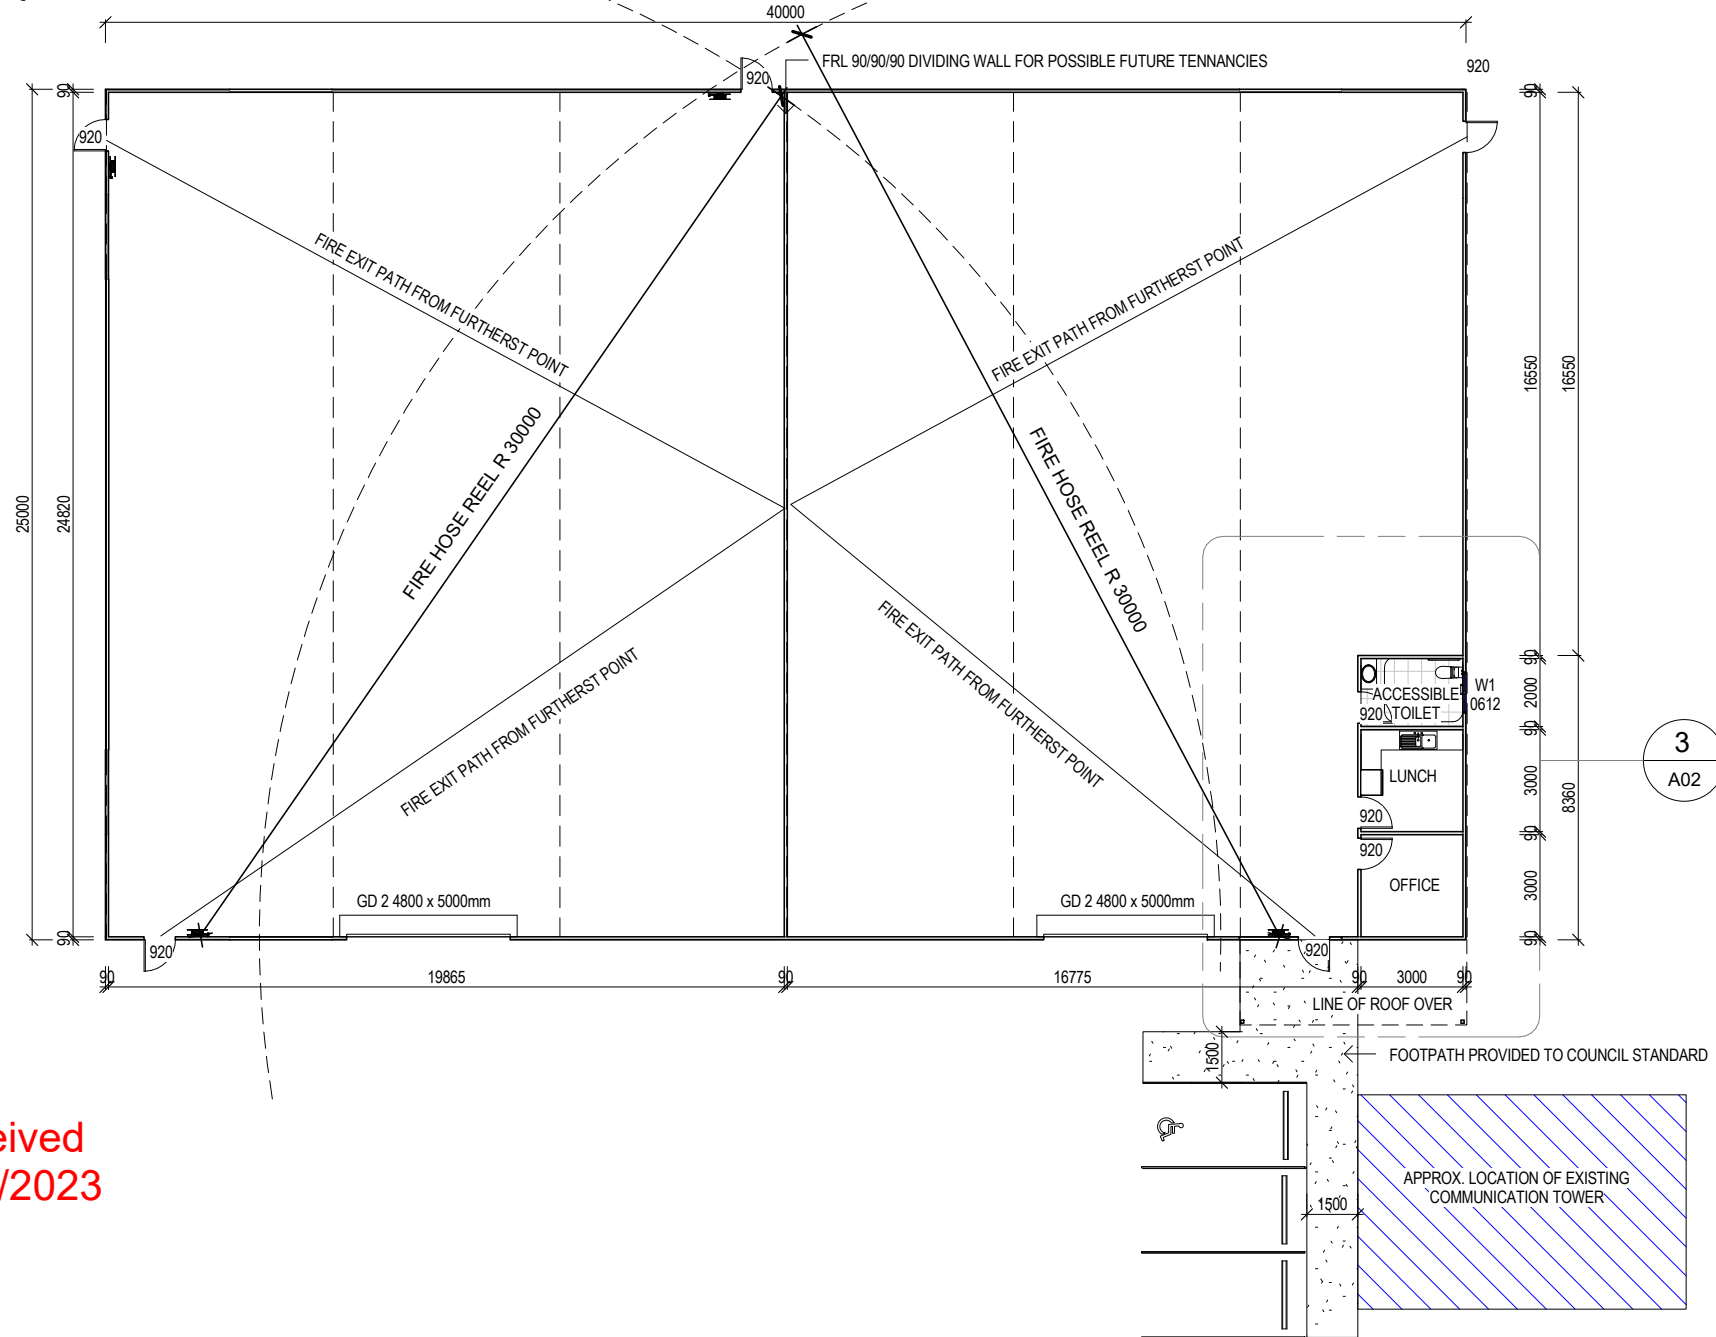 40000
FRL 90/90/90 DIVIDING WALL FOR POSSIBLE FUTURE TENNANCIES
920
920
90
90
920
FIRE EXIT PATH FROM FURTHERST POINT
FIRE EXIT PATH FROM FURTHERST POINT
16550
16550
FIRE HOSE REEL R 30000
FIRE HOSE REEL R 30000
25000
24820
FIRE EXIT PATH FROM FURTHERST POINT
FIRE EXIT PATH FROM FURTHERST POINT
90
ACCESSIBLE
TOILET
920
W1
0612
2000
90
3
A02
LUNCH
3000
8360
920
90
920
OFFICE
3000
GD 2 4800 x 5000mm
GD 2 4800 x 5000mm
90
90
920
920
90
19865
90
16775
90
3000
90
LINE OF ROOF OVER
1500
FOOTPATH PROVIDED TO COUNCIL STANDARD
eived
/2023
APPROX. LOCATION OF EXISTING
COMMUNICATION TOWER
1500